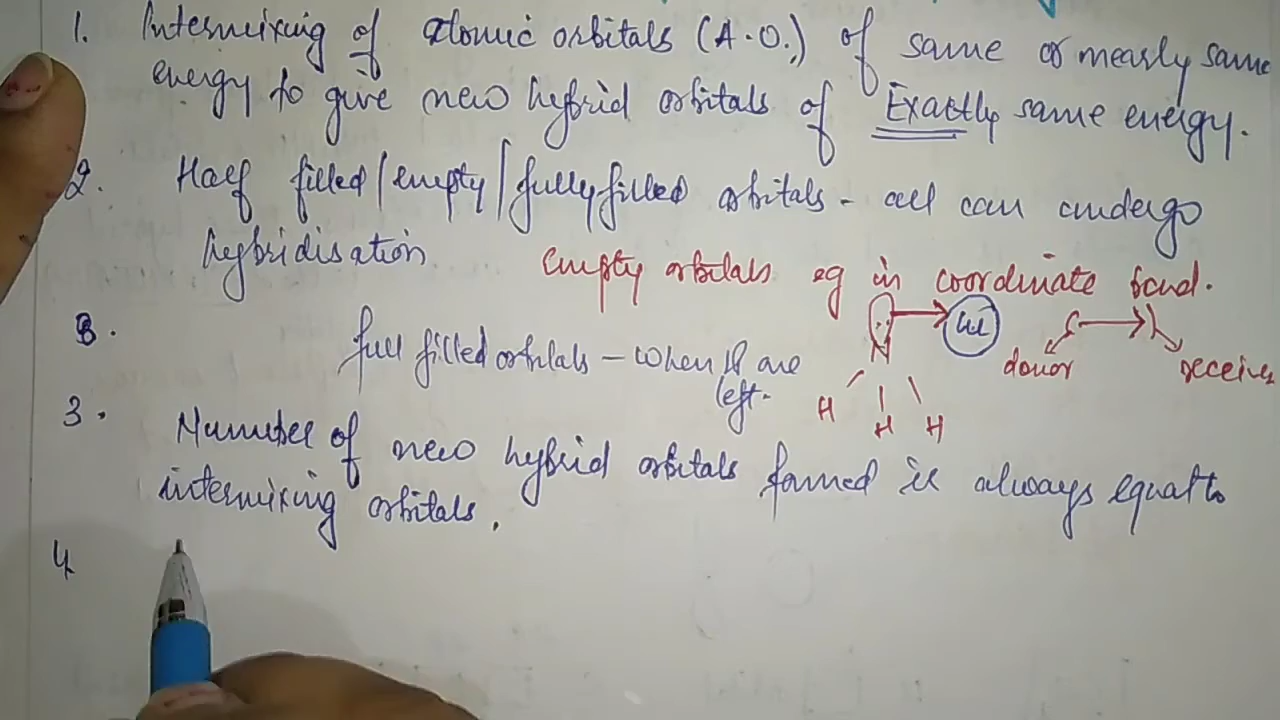 1. Intermixing of atomic orbitals (A.O.) of same or nearly same
energy to give new hybrid orbitals of Exactly same energy.
2. Half filled/empty/fully filled orbitals - all can undergo
hybridisation
empty orbitals eg in coordinate bond.
3.
full filled orbitals - when lp are
left.
N
H H H
Cu
donor
receiver
3. Number of new hybrid orbitals formed is always equal to
intermixing orbitals.
4